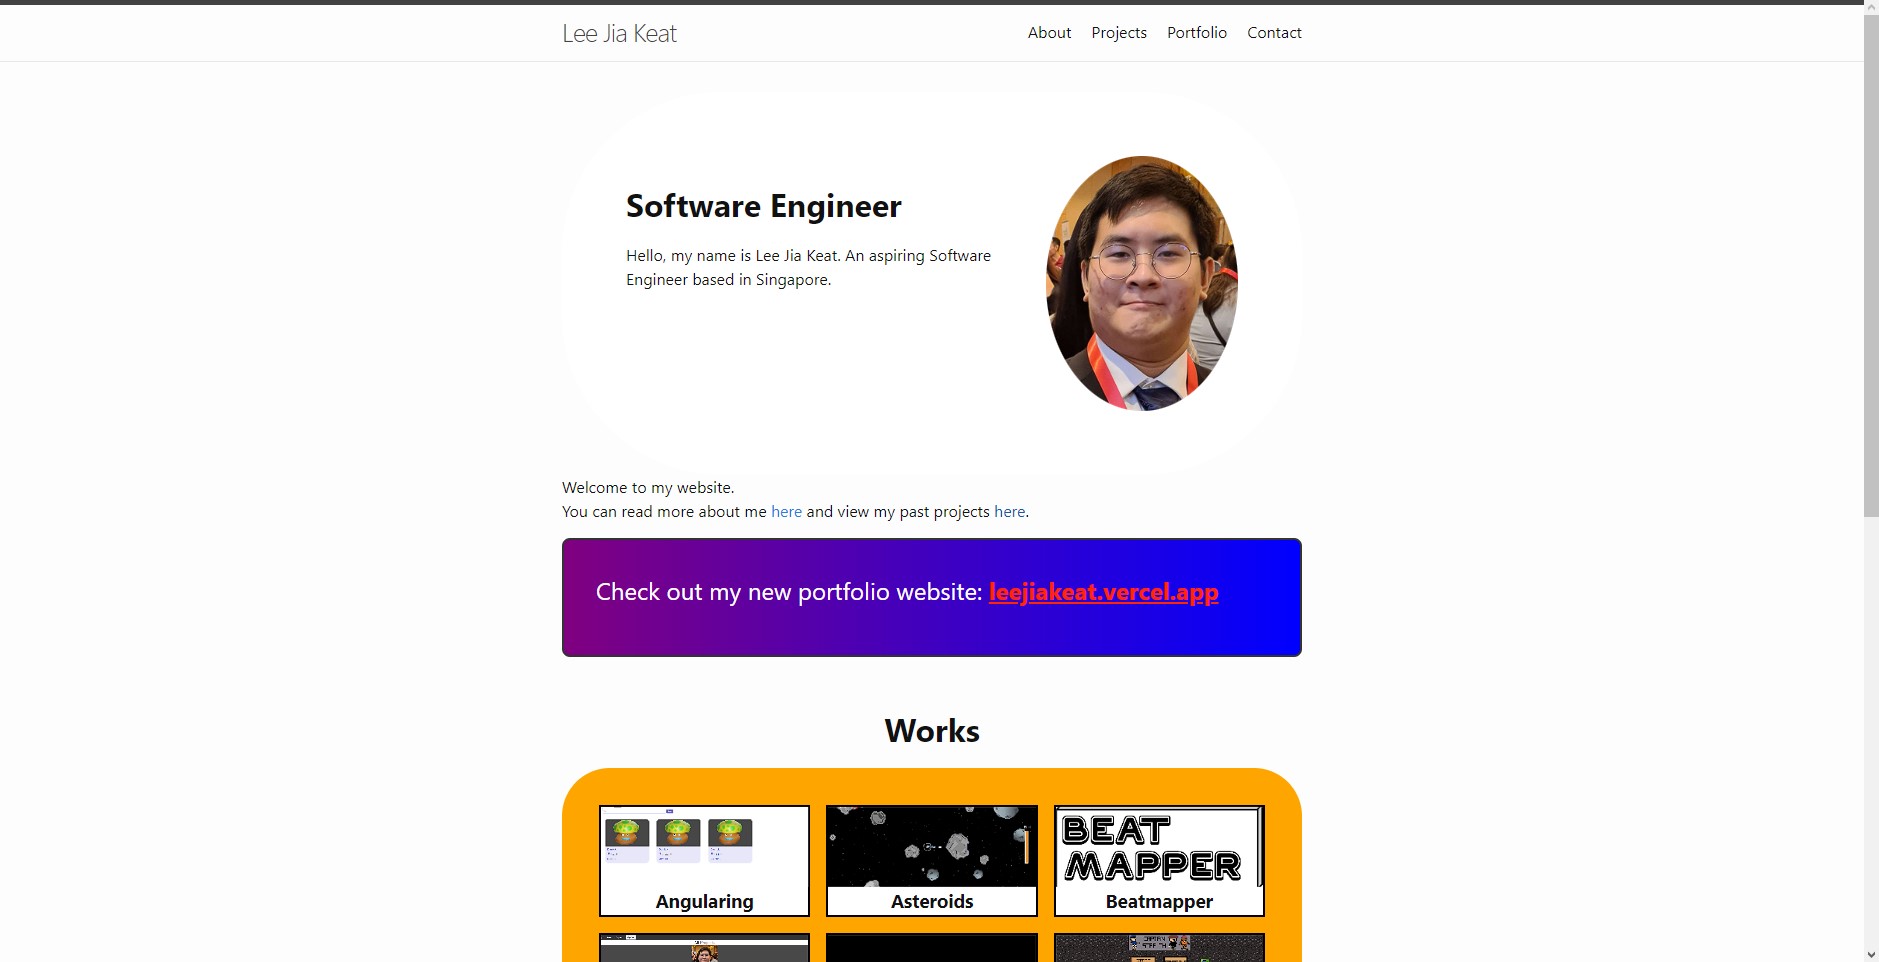 Lee Jia Keat
About Projects Portfolio Contact
Software Engineer
Hello, my name is Lee Jia Keat. An aspiring Software
Engineer based in Singapore.
Welcome to my website.
You can read more about me here and view my past projects here.
Check out my new portfolio website: leejiakeat.vercel.app
Works
BEAT
MAPPER
Angularing
Asteroids
Beatmapper